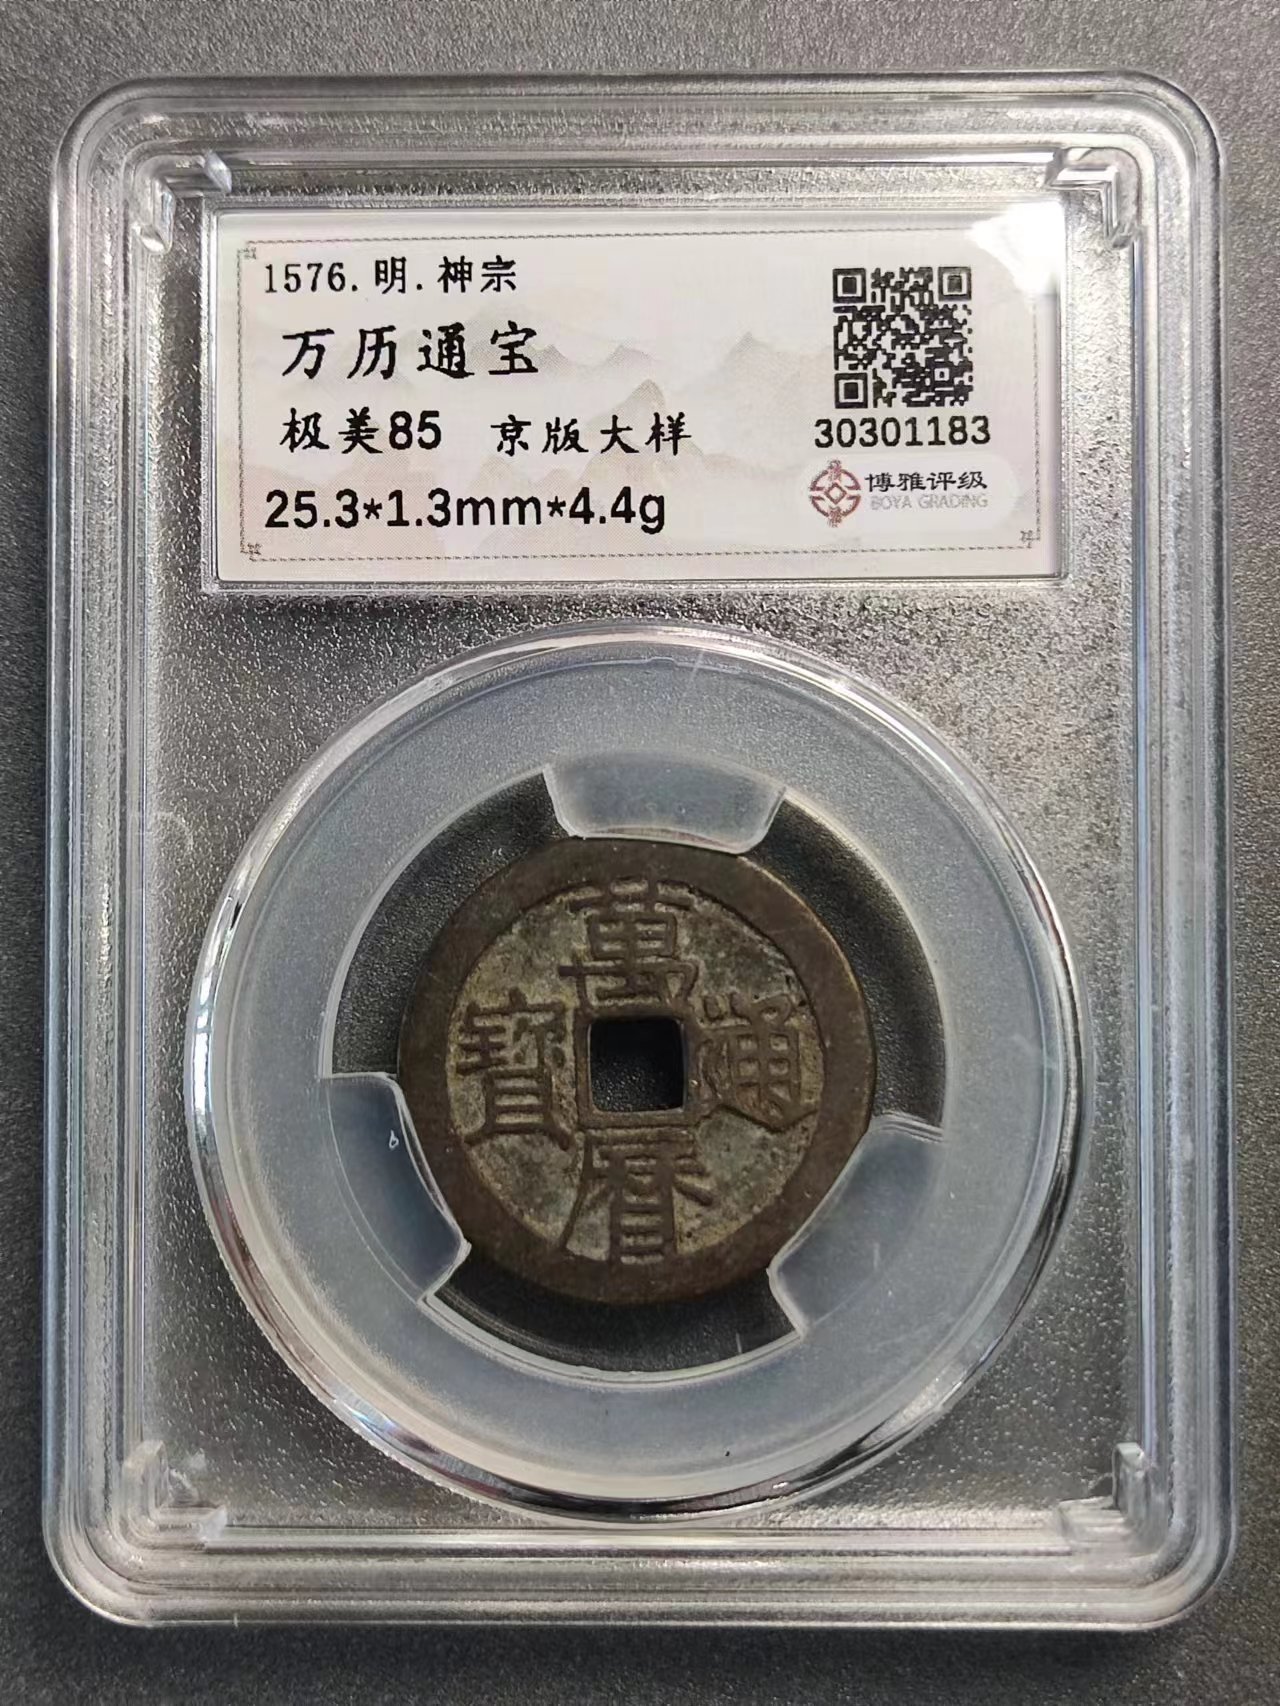 1576.明.神宗
万历通宝
极美85 京版大样
25.3*1.3mm*4.4g
30301183
博雅评级
BOYA GRADING
萬
寶 通
曆